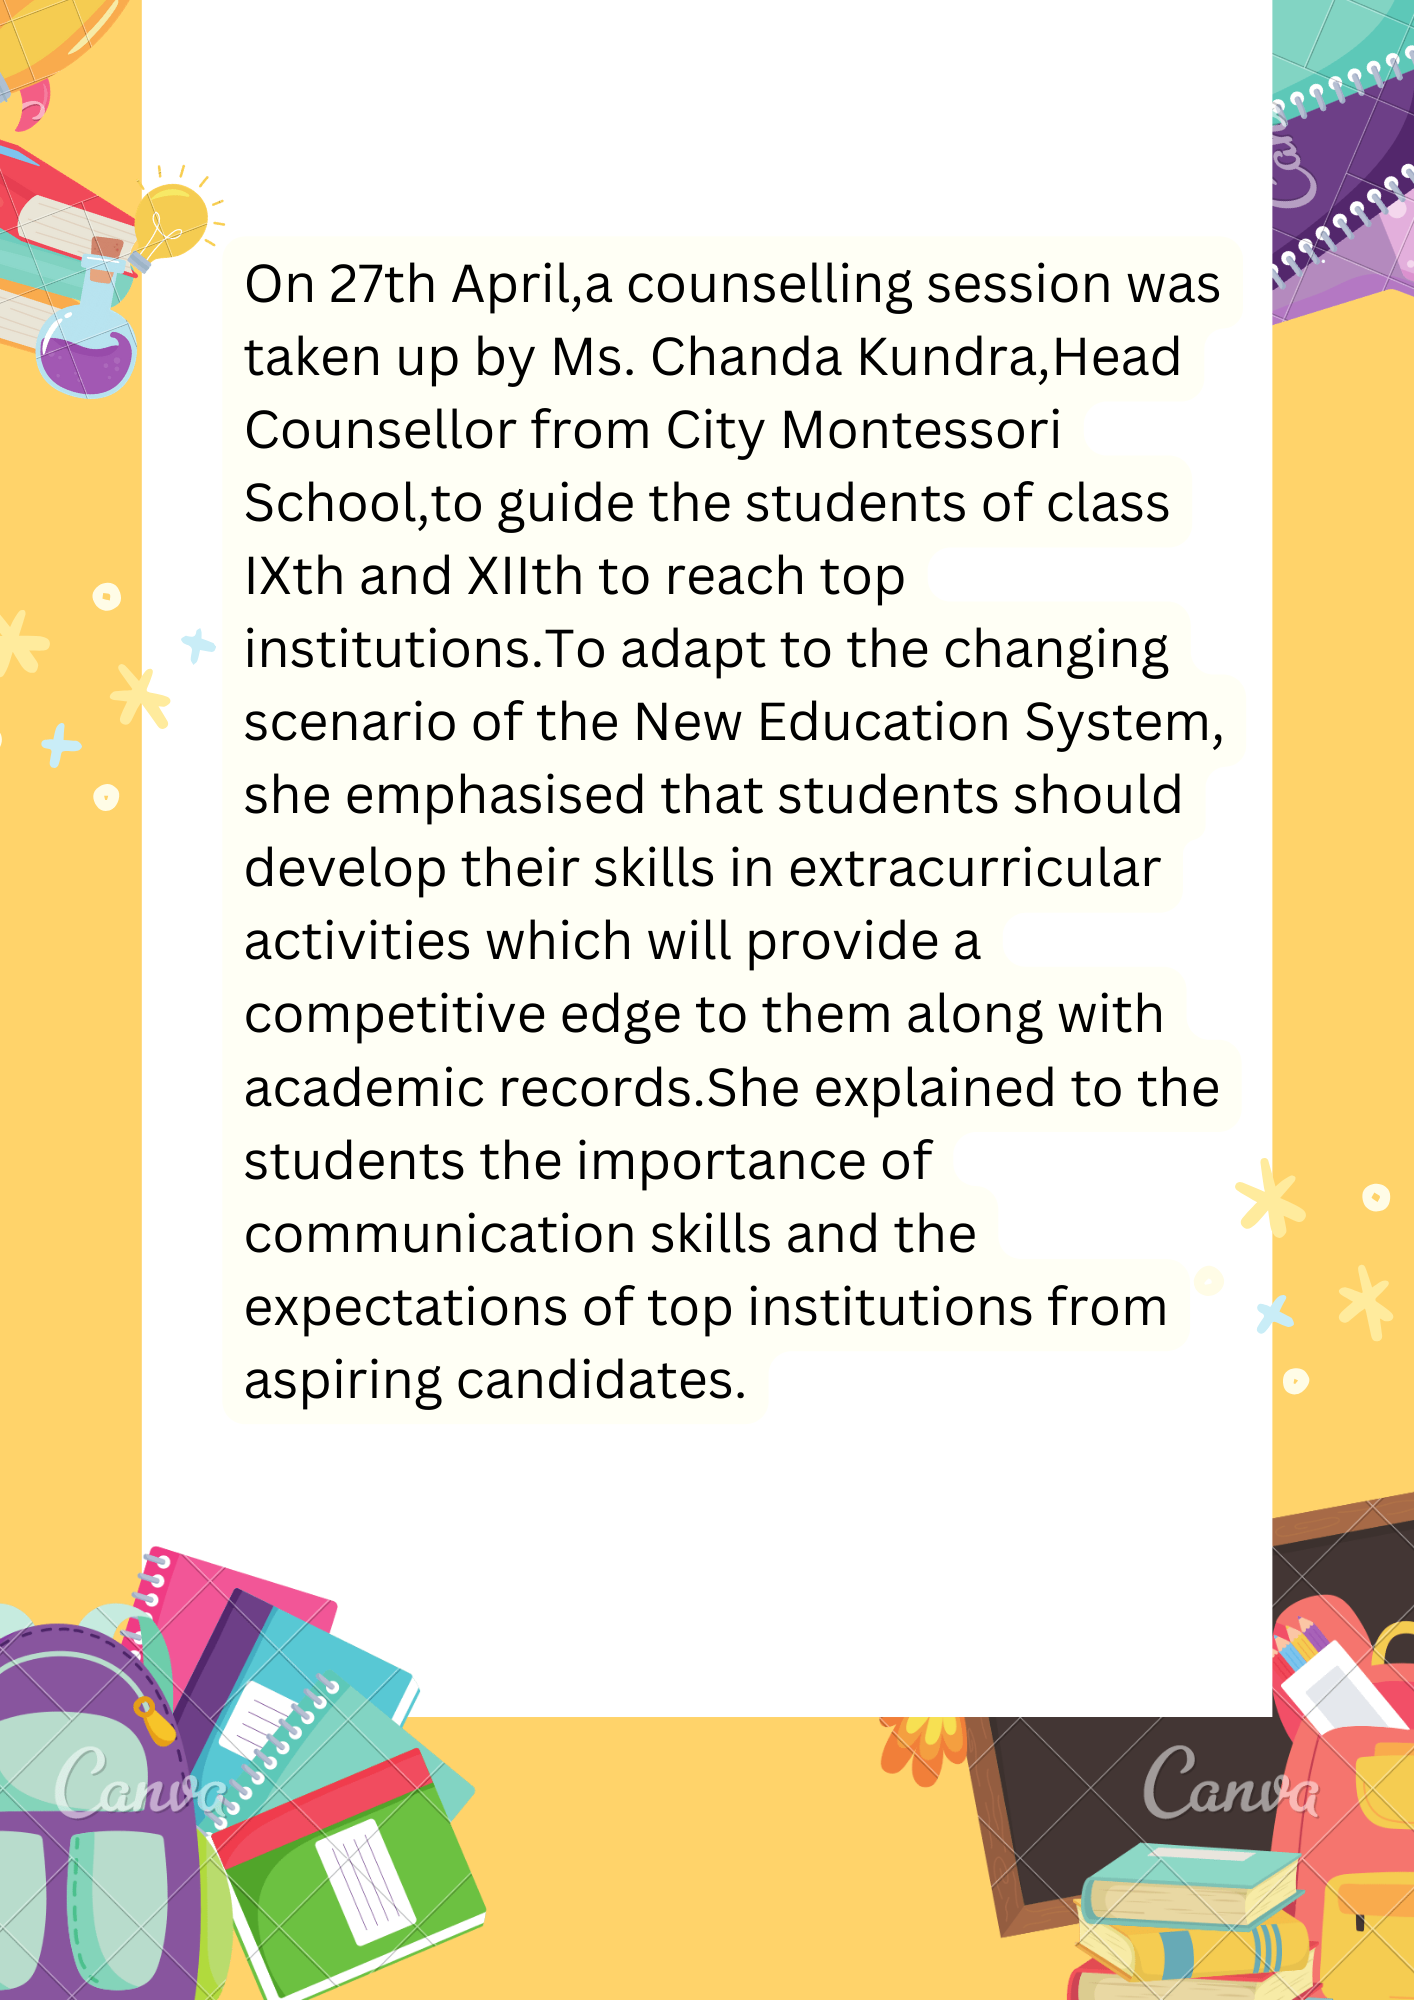 On 27th April,a counselling session was
taken up by Ms. Chanda Kundra,Head
Counsellor from City Montessori
School,to guide the students of class
IXth and XIIth to reach top
institutions.To adapt to the changing
scenario of the New Education System,
she emphasised that students should
develop their skills in extracurricular
activities which will provide a
competitive edge to them along with
academic records.She explained to the
students the importance of
communication skills and the
expectations of top institutions from
aspiring candidates.
Canva
Canva